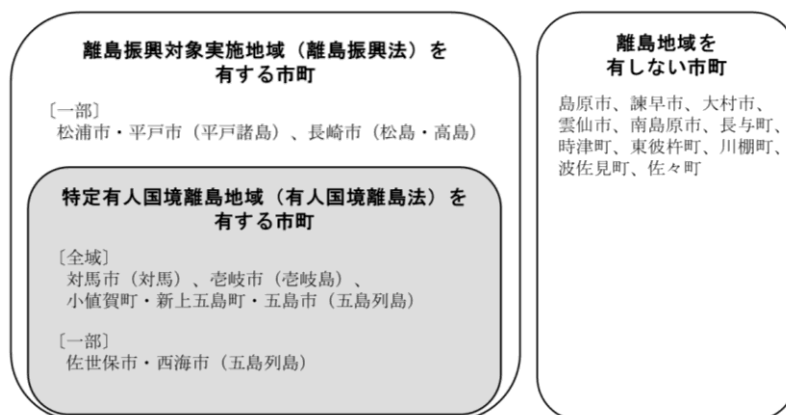 離島振興対象実施地域（離島振興法）を
有する市町
〔一部〕
松浦市・平戸市（平戸諸島）、長崎市（松島・高島）
特定有人国境離島地域（有人国境離島法）を
有する市町
〔全域〕
対馬市（対馬）、壱岐市（壱岐島）、
小値賀町・新上五島町・五島市（五島列島）
〔一部〕
佐世保市・西海市（五島列島）
離島地域を
有しない市町
島原市、諫早市、大村市、
雲仙市、南島原市、長与町、
時津町、東彼杵町、川棚町、
波佐見町、佐々町